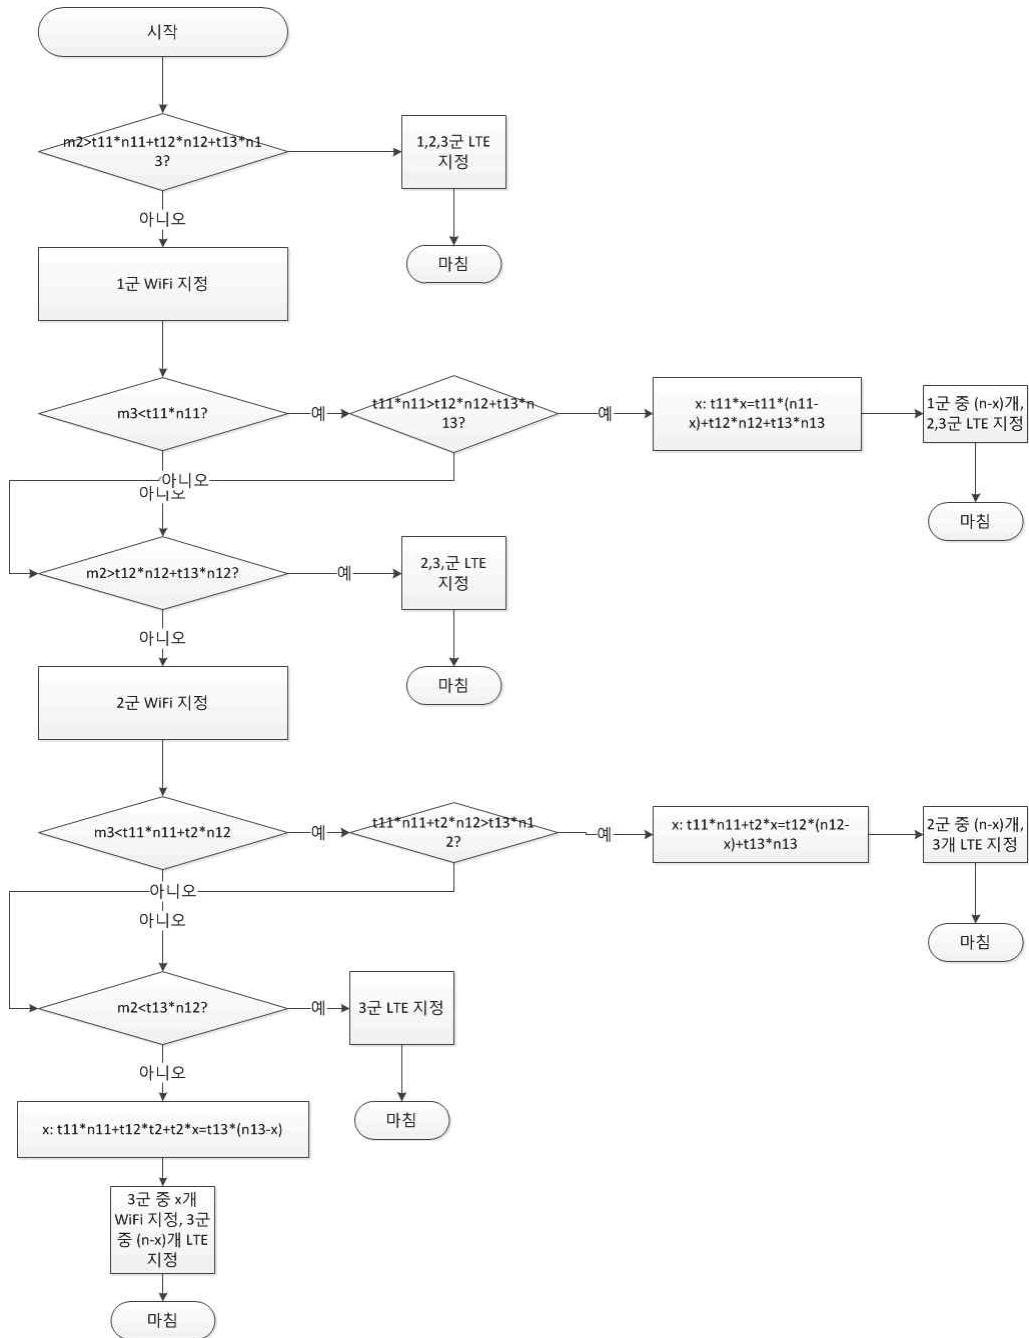 시작
m2>t11*n11+t12*n12+t13*n1
3?
1,2,3군 LTE
지정
아니오
마침
1군 WiFi 지정
m3<t11*n11?
예
t11*n11>t12*n12+t13*n
13?
예
x: t11*x=t11*(n11-
x)+t12*n12+t13*n13
1군 중 (n-x)개,
2,3군 LTE 지정
아니오
아니오
마침
m2>t12*n12+t13*n12?
예
2,3,군 LTE
지정
아니오
마침
2군 WiFi 지정
m3<t11*n11+t2*n12
예
t11*n11+t2*n12>t13*n1
2?
예
x: t11*n11+t2*x=t12*(n12-
x)+t13*n13
2군 중 (n-x)개,
3개 LTE 지정
아니오
아니오
마침
m2<t13*n12?
예
3군 LTE 지정
아니오
마침
x: t11*n11+t12*t2+t2*x=t13*(n13-x)
3군 중 x개
WiFi 지정, 3군
중 (n-x)개 LTE
지정
마침